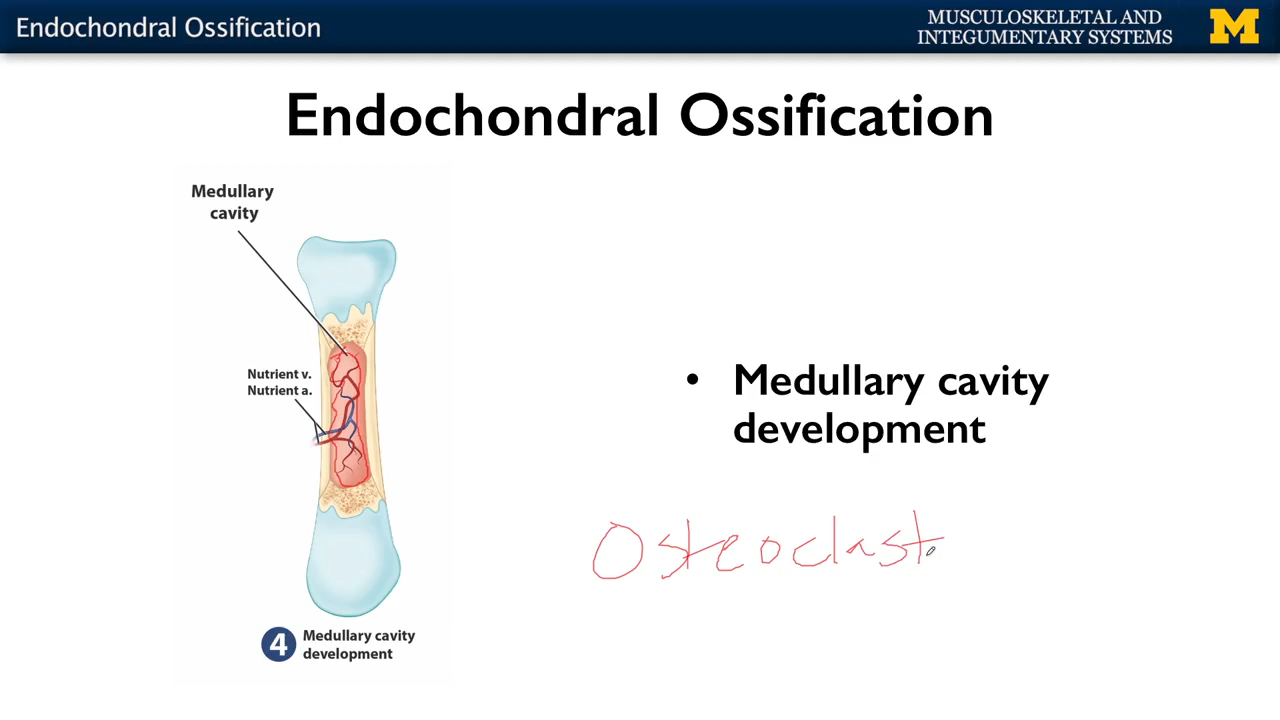 Endochondral Ossification
MUSCULOSKELETAL AND
INTEGUMENTARY SYSTEMS
M
Endochondral Ossification
Medullary
cavity
Nutrient v.
Nutrient a.
• Medullary cavity
development
Osteoclast
4 Medullary cavity
development